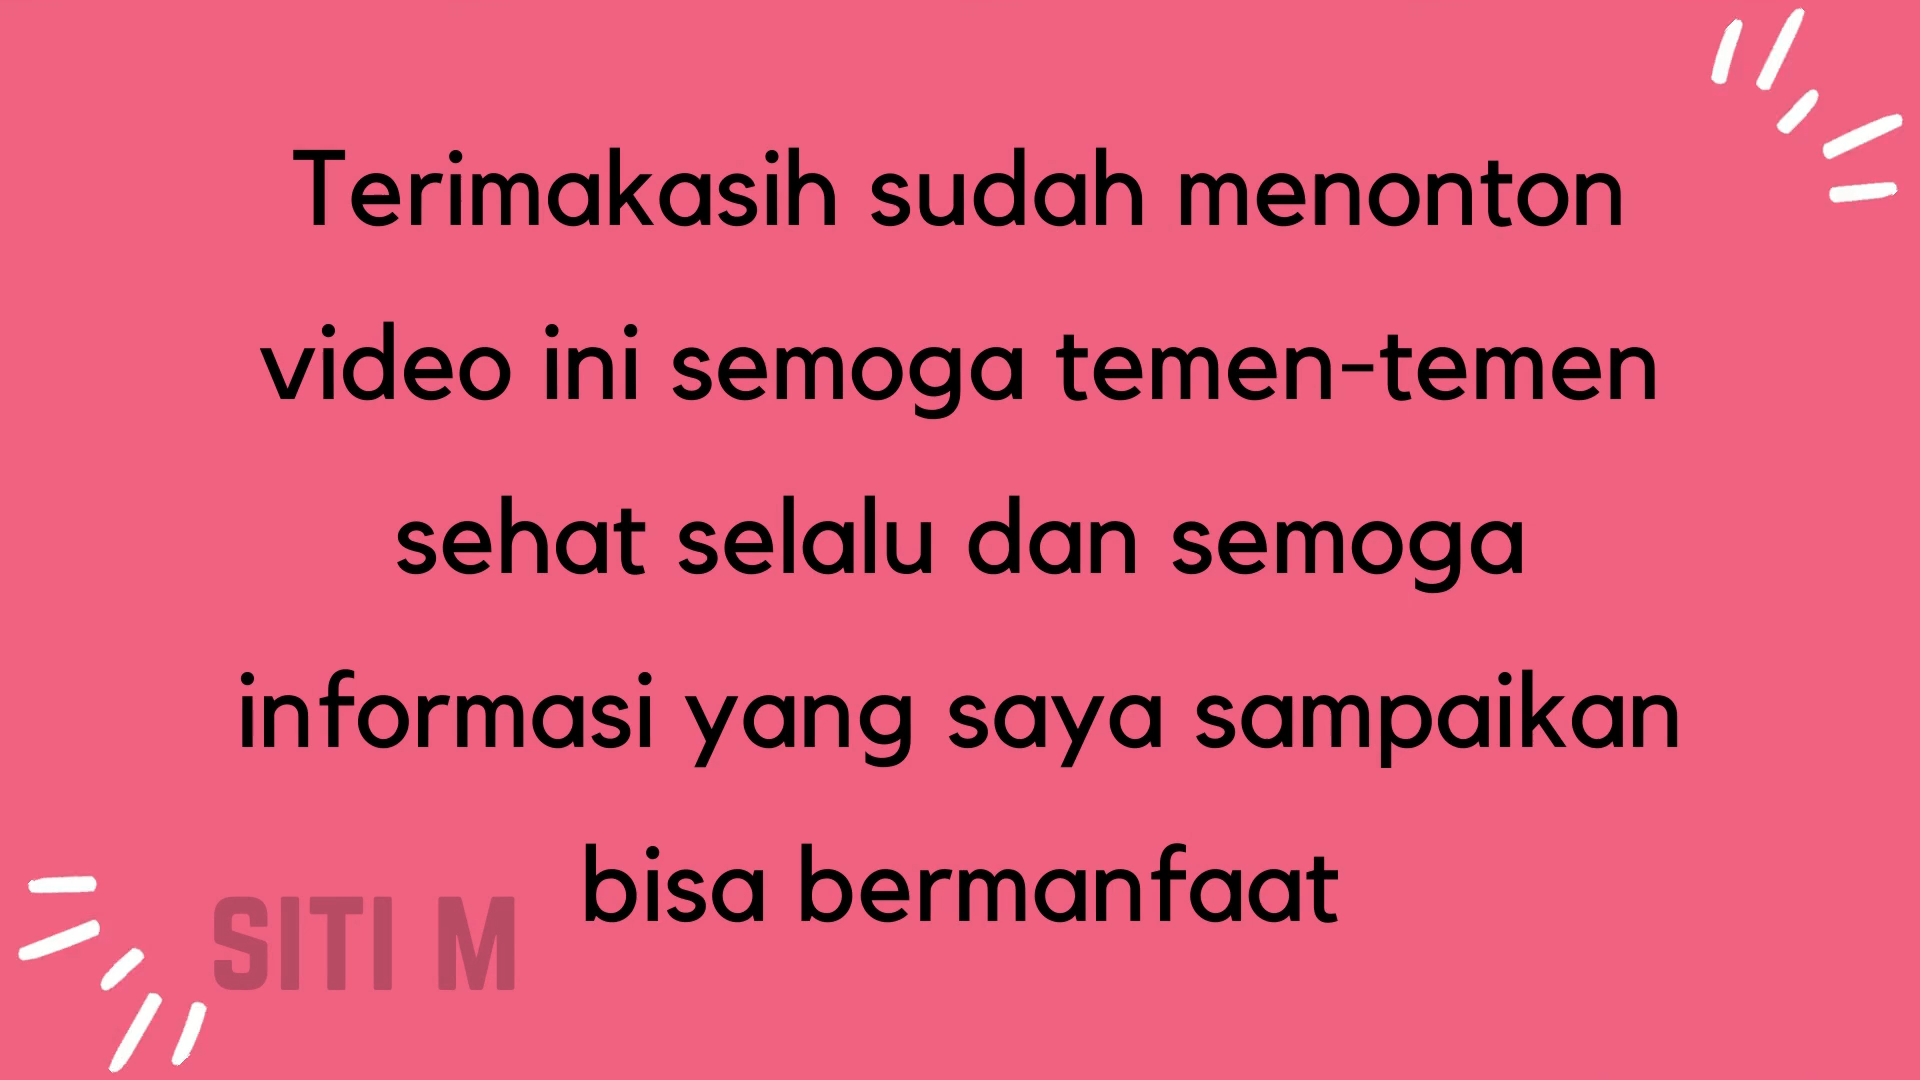 Terimakasih sudah menonton
video ini semoga temen-temen
sehat selalu dan semoga
informasi yang saya sampaikan
bisa bermanfaat
SITI M